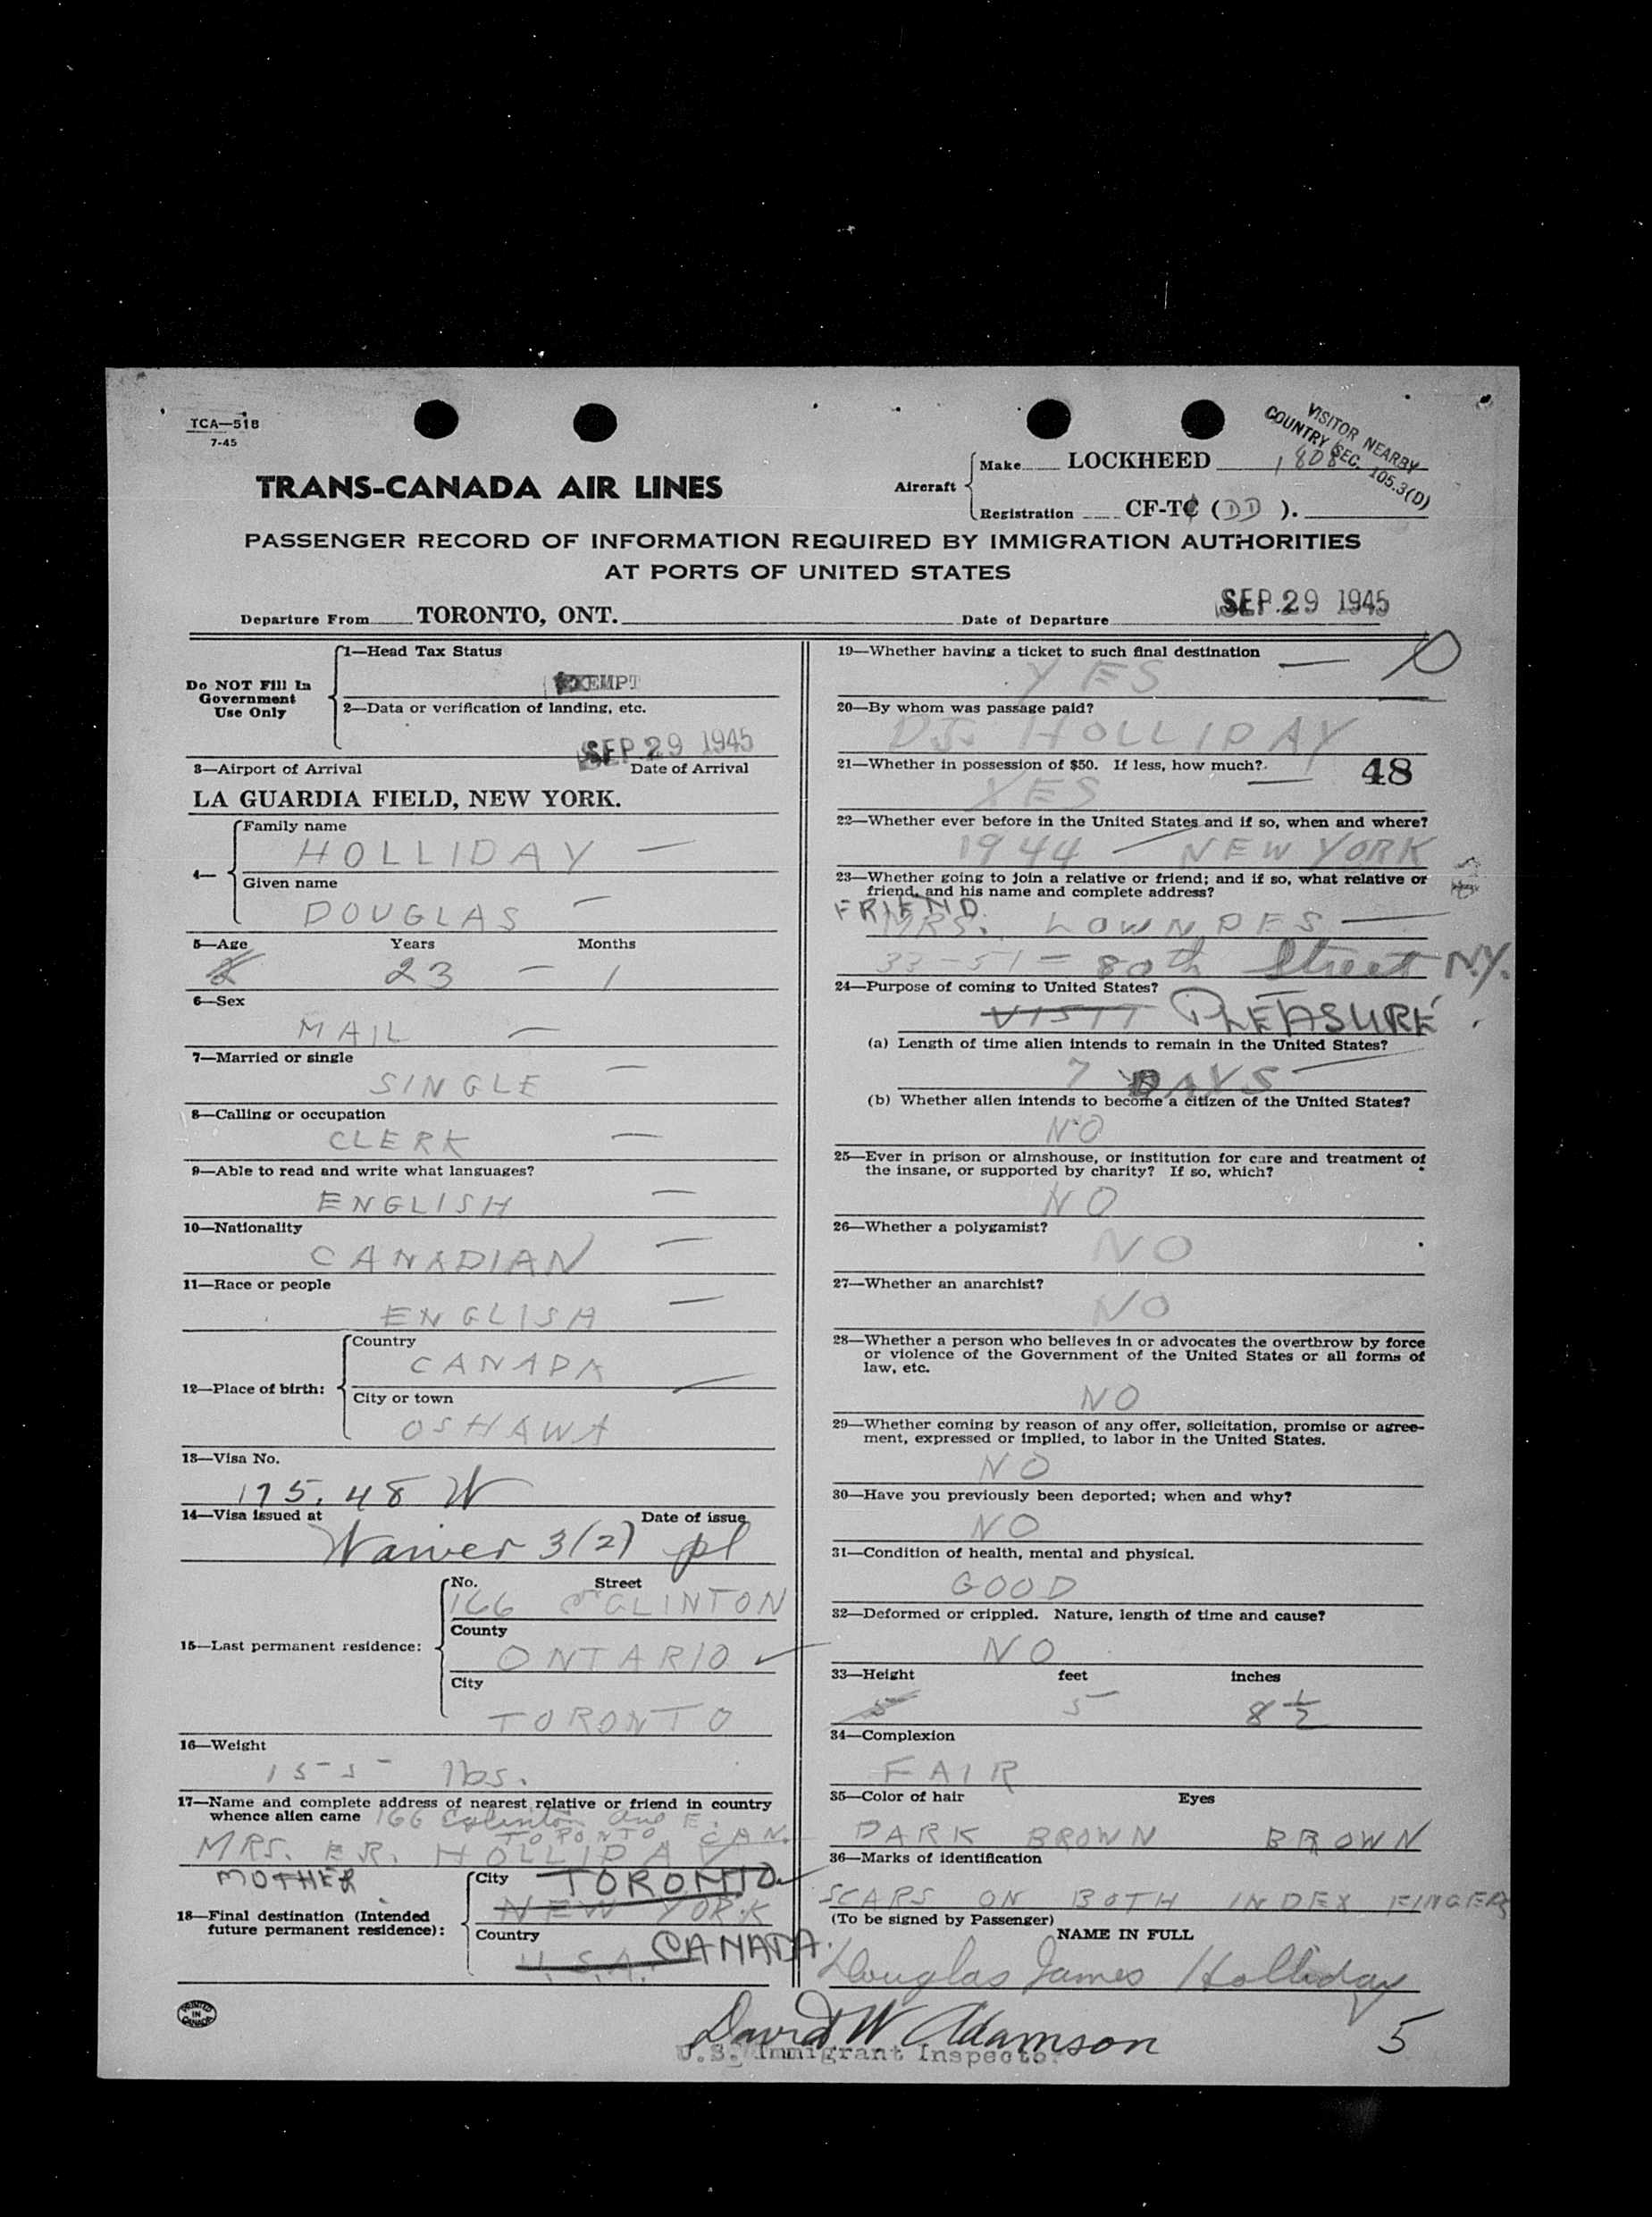 TCA—518
7-45
VISITOR NEARBY
COUNTRY SEC. 105.3(D)
TRANS-CANADA AIR LINES
Aircraft
Make LOCKHEED 1808
Registration CF-TC (DD).
PASSENGER RECORD OF INFORMATION REQUIRED BY IMMIGRATION AUTHORITIES
AT PORTS OF UNITED STATES
Departure From TORONTO, ONT. Date of Departure SEP. 29 1945
Do NOT Fill In
Government
Use Only
1—Head Tax Status
EXEMPT
2—Data or verification of landing, etc.
SEP 29 1945
3—Airport of Arrival Date of Arrival
LA GUARDIA FIELD, NEW YORK.
4—
Family name
HOLLIDAY —
Given name
DOUGLAS —
5—Age Years Months
2 23 — 1
6—Sex
MAIL —
7—Married or single
SINGLE —
8—Calling or occupation
CLERK —
9—Able to read and write what languages?
ENGLISH —
10—Nationality
CANADIAN —
11—Race or people
ENGLISH —
12—Place of birth:
Country
CANADA
City or town
OSHAWA
13—Visa No.
175.48 W
14—Visa issued at Date of issue
Waiver 3(2) pl
15—Last permanent residence:
No. Street
166 GLINTON
County
ONTARIO
City
TORONTO
16—Weight
155 lbs.
17—Name and complete address of nearest relative or friend in country
whence alien came 166 Eglinton Ave E.
TORONTO CAN.
MRS. E.R. HOLLIDAY
MOTHER
18—Final destination (Intended
future permanent residence):
City TORONTO
NEW YORK
Country CANADA.
U.S.A.
PRINTED
IN
CANADA
19—Whether having a ticket to such final destination
YES
20—By whom was passage paid?
D.J. HOLLIDAY
21—Whether in possession of $50. If less, how much? 48
YES
22—Whether ever before in the United States and if so, when and where?
1944 — NEW YORK
23—Whether going to join a relative or friend; and if so, what relative or
friend, and his name and complete address?
FRIEND
MRS. LOWNDES —
33-51-80th Street N.Y.
24—Purpose of coming to United States?
VISIT PLEASURE
(a) Length of time alien intends to remain in the United States?
7 DAYS
(b) Whether alien intends to become a citizen of the United States?
NO
25—Ever in prison or almshouse, or institution for care and treatment of
the insane, or supported by charity? If so, which?
NO
26—Whether a polygamist?
NO
27—Whether an anarchist?
NO
28—Whether a person who believes in or advocates the overthrow by force
or violence of the Government of the United States or all forms of
law, etc.
NO
29—Whether coming by reason of any offer, solicitation, promise or agree-
ment, expressed or implied, to labor in the United States.
NO
30—Have you previously been deported; when and why?
NO
31—Condition of health, mental and physical.
GOOD
32—Deformed or crippled. Nature, length of time and cause?
NO
33—Height feet inches
5 5 8 1/2
34—Complexion
FAIR
35—Color of hair Eyes
DARK BROWN BROWN
36—Marks of identification
SCARS ON BOTH INDEX FINGERS
(To be signed by Passenger)
NAME IN FULL
Douglas James Holliday
David W Adamson
U.S. Immigrant Inspector
5